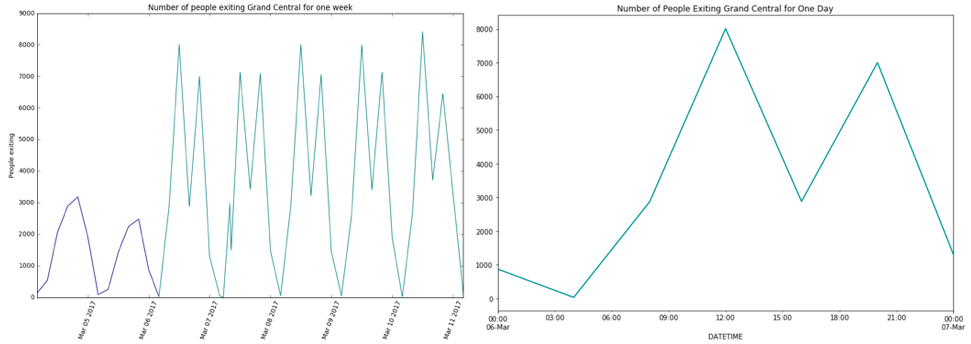 Number of people exiting Grand Central for one week
9000
8000
7000
6000
5000
4000
3000
2000
1000
0
People exiting
Mar 05 2017
Mar 06 2017
Mar 07 2017
Mar 08 2017
Mar 09 2017
Mar 10 2017
Mar 11 2017
Number of People Exiting Grand Central for One Day
8000
7000
6000
5000
4000
3000
2000
1000
0
00:00 03:00 06:00 09:00 12:00 15:00 18:00 21:00 00:00
06-Mar 07-Mar
DATETIME